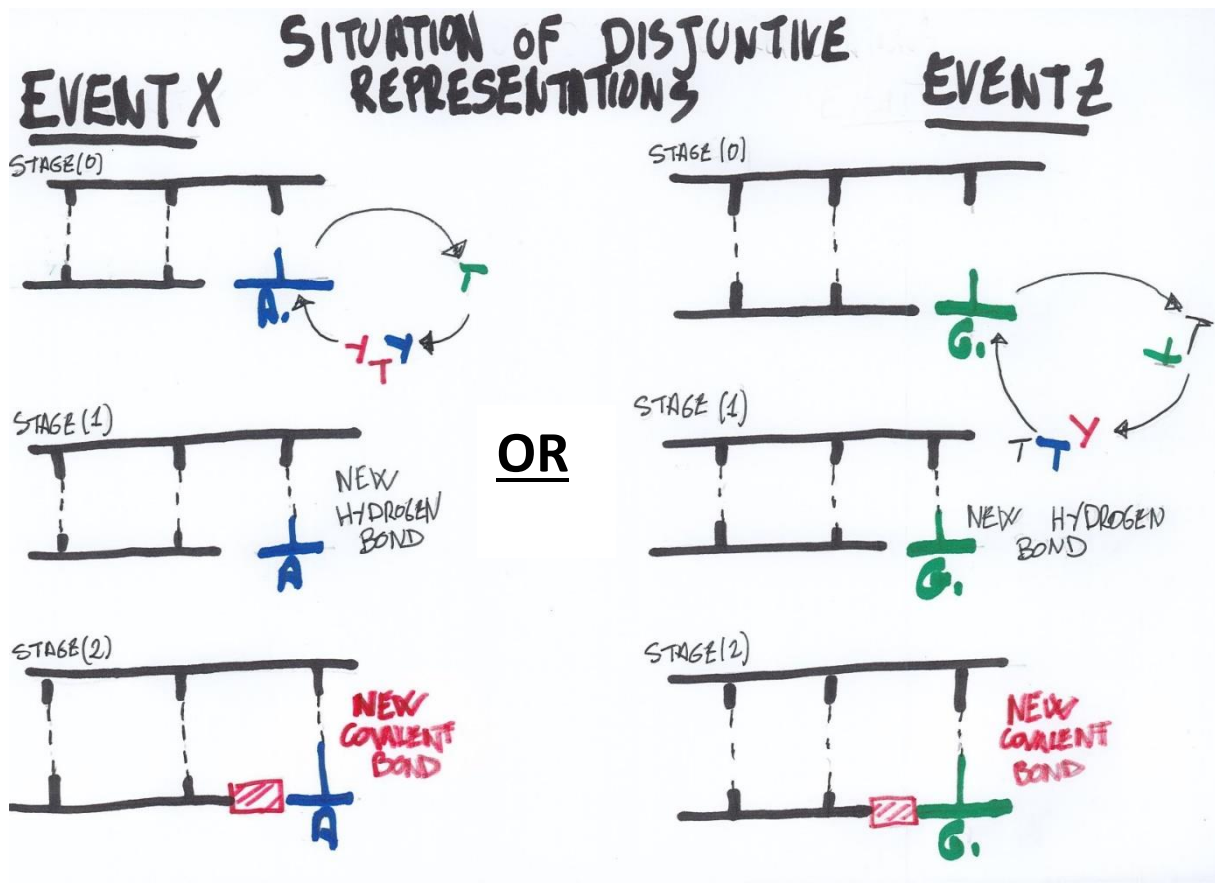 SITUATION OF DISJUNTIVE
REPRESENTATIONS
EVENT X
STAGE(0)
A.
T
Y T Y
STAGE(1)
NEW
HYDROGEN
BOND
A
STAGE(2)
NEW
COVALENT
BOND
A
OR
EVENT Z
STAGE (0)
G.
T
T T Y
STAGE (1)
NEW HYDROGEN
BOND
G.
STAGE(2)
NEW
COVALENT
BOND
G.